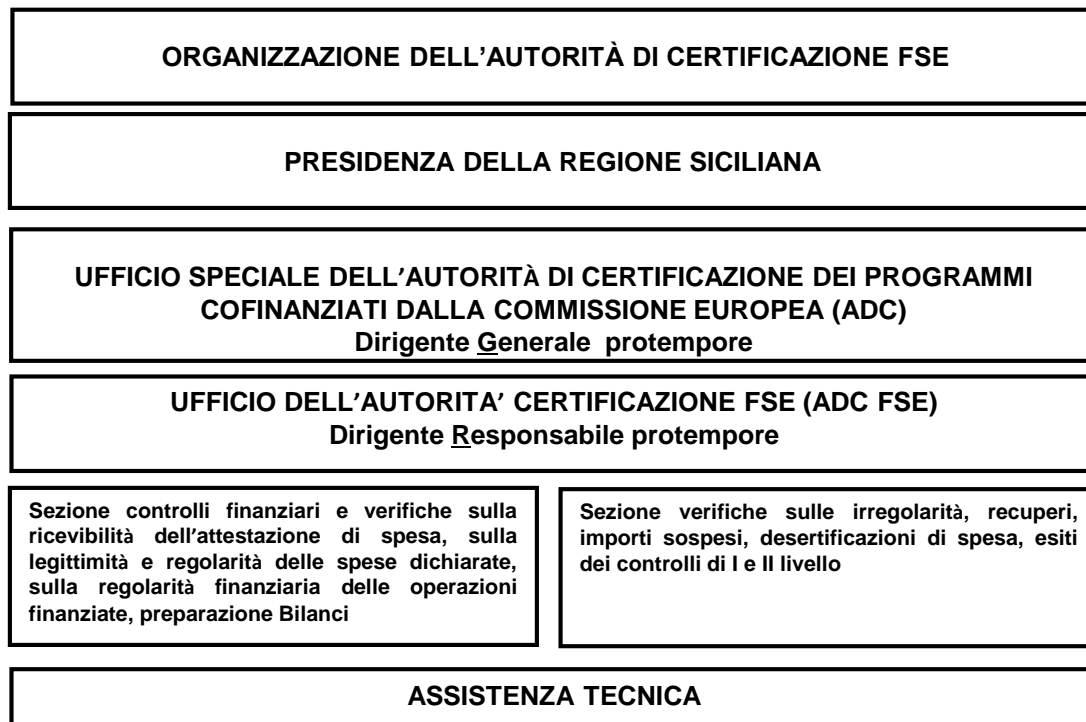 ORGANIZZAZIONE DELL’AUTORITÀ DI CERTIFICAZIONE FSE
PRESIDENZA DELLA REGIONE SICILIANA
UFFICIO SPECIALE DELL’AUTORITÀ DI CERTIFICAZIONE DEI PROGRAMMI
COFINANZIATI DALLA COMMISSIONE EUROPEA (ADC)
Dirigente Generale protempore
UFFICIO DELL’AUTORITA’ CERTIFICAZIONE FSE (ADC FSE)
Dirigente Responsabile protempore
Sezione controlli finanziari e verifiche sulla
ricevibilità dell’attestazione di spesa, sulla
legittimità e regolarità delle spese dichiarate,
sulla regolarità finanziaria delle operazioni
finanziate, preparazione Bilanci
Sezione verifiche sulle irregolarità, recuperi,
importi sospesi, desertificazioni di spesa, esiti
dei controlli di I e II livello
ASSISTENZA TECNICA